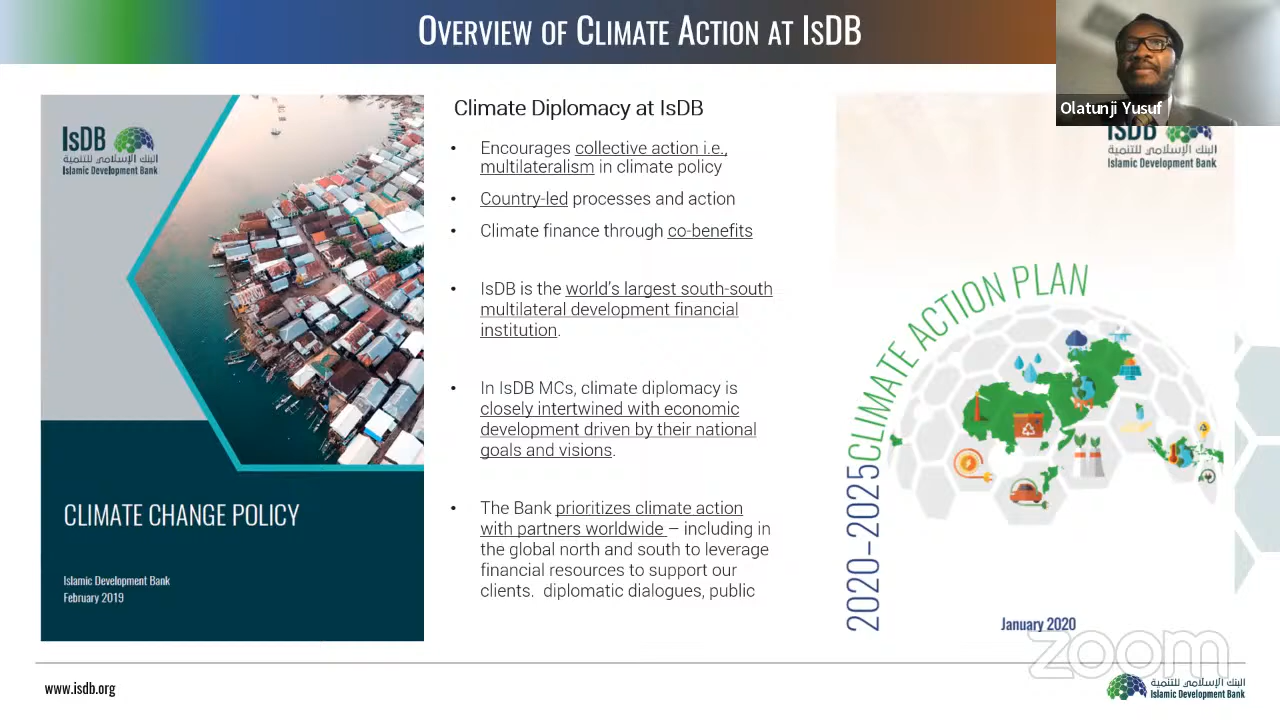 OVERVIEW OF CLIMATE ACTION AT ISDB
Olatunji Yusuf
IsDB
البنك الإسلامي للتنمية
Islamic Development Bank
CLIMATE CHANGE POLICY
Islamic Development Bank
February 2019
Climate Diplomacy at IsDB
• Encourages collective action i.e.,
multilateralism in climate policy
• Country-led processes and action
• Climate finance through co-benefits
• IsDB is the world's largest south-south
multilateral development financial
institution.
• In IsDB MCs, climate diplomacy is
closely intertwined with economic
development driven by their national
goals and visions.
• The Bank prioritizes climate action
with partners worldwide – including in
the global north and south to leverage
financial resources to support our
clients. diplomatic dialogues, public
IsDB
البنك الإسلامي للتنمية
Islamic Development Bank
2020–2025 CLIMATE ACTION PLAN
January 2020
zoom
www.isdb.org
البنك الإسلامي للتنمية
Islamic Development Bank